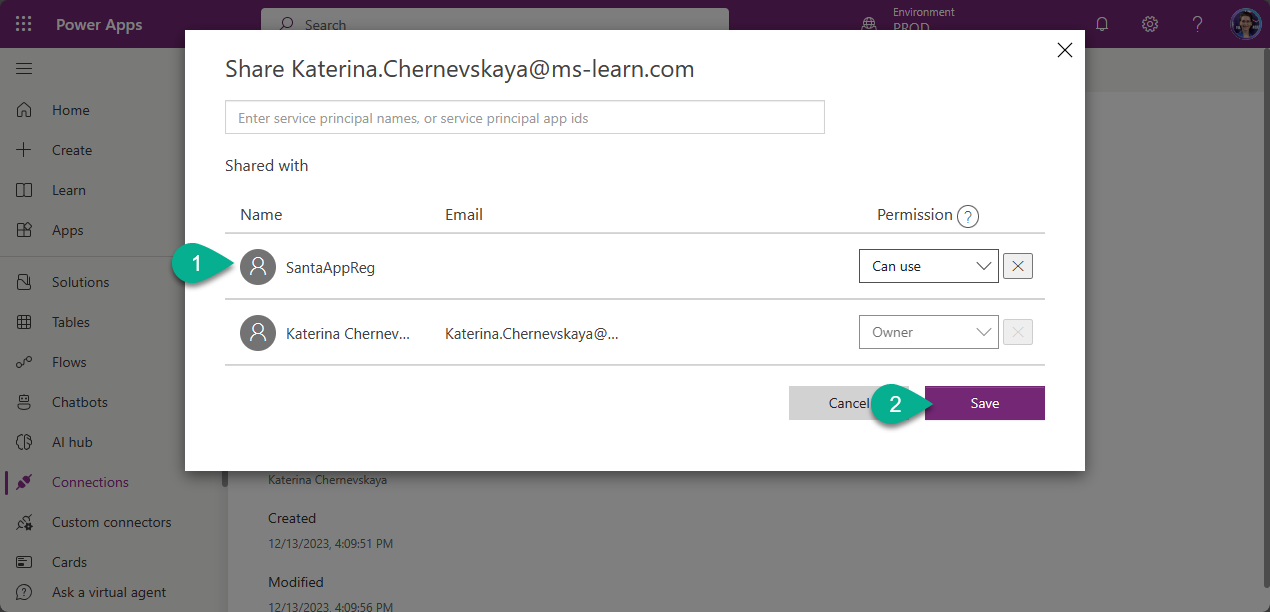 Power Apps
Search
Environment
PROD
?
Share Katerina.Chernevskaya@ms-learn.com
Enter service principal names, or service principal app ids
Shared with
Name Email Permission ?
1 SantaAppReg Can use
Katerina Chernev... Katerina.Chernevskaya@... Owner
Cancel 2 Save
Home
Create
Learn
Apps
Solutions
Tables
Flows
Chatbots
AI hub
Connections
Custom connectors
Cards
Ask a virtual agent
Katerina Chernevskaya
Created
12/13/2023, 4:09:51 PM
Modified
12/13/2023, 4:09:56 PM